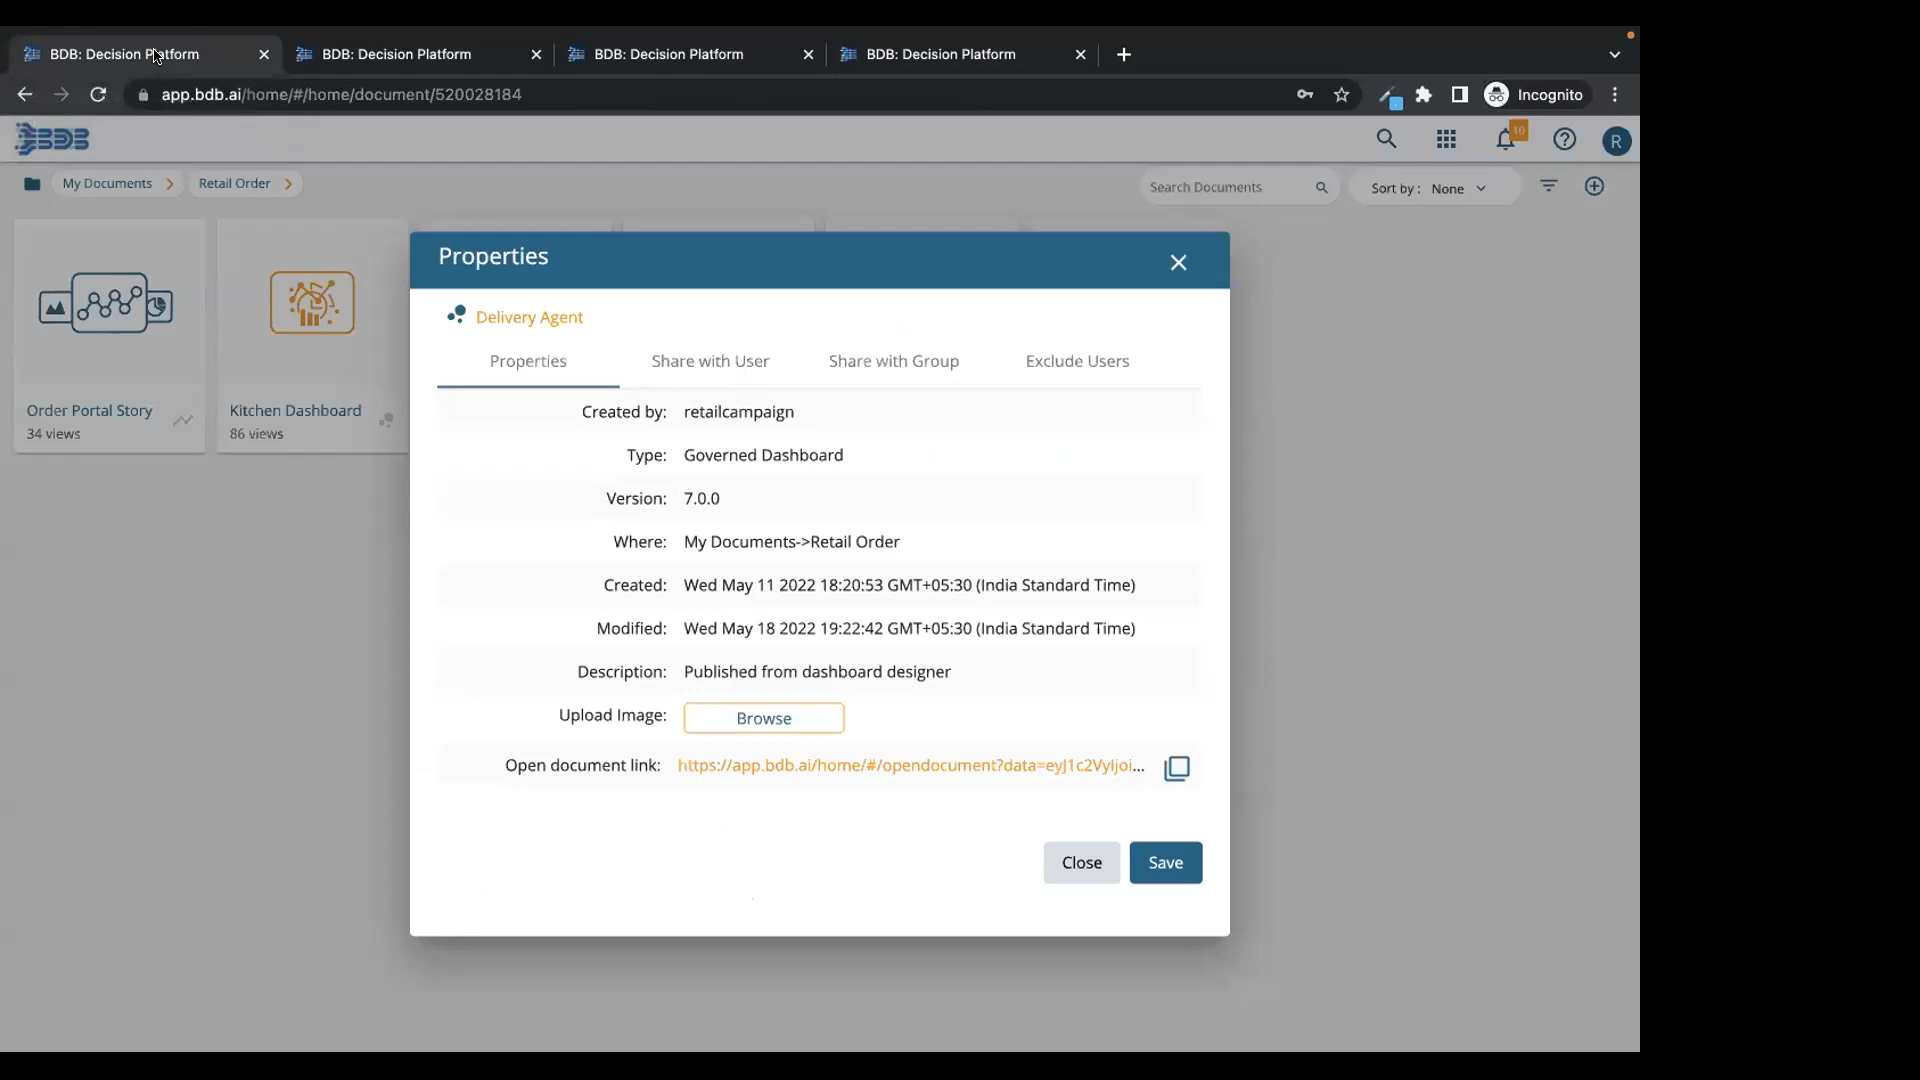 BDB: Decision Platform BDB: Decision Platform BDB: Decision Platform BDB: Decision Platform
app.bdb.ai/home/#/home/document/520028184 Incognito
BDB 10 R
My Documents Retail Order Search Documents Sort by : None
Properties
Delivery Agent
Properties Share with User Share with Group Exclude Users
Order Portal Story
34 views
Kitchen Dashboard
86 views
Created by: retailcampaign
Type: Governed Dashboard
Version: 7.0.0
Where: My Documents->Retail Order
Created: Wed May 11 2022 18:20:53 GMT+05:30 (India Standard Time)
Modified: Wed May 18 2022 19:22:42 GMT+05:30 (India Standard Time)
Description: Published from dashboard designer
Upload Image: Browse
Open document link: https://app.bdb.ai/home/#/opendocument?data=eyJ1c2VyIjoi...
Close Save